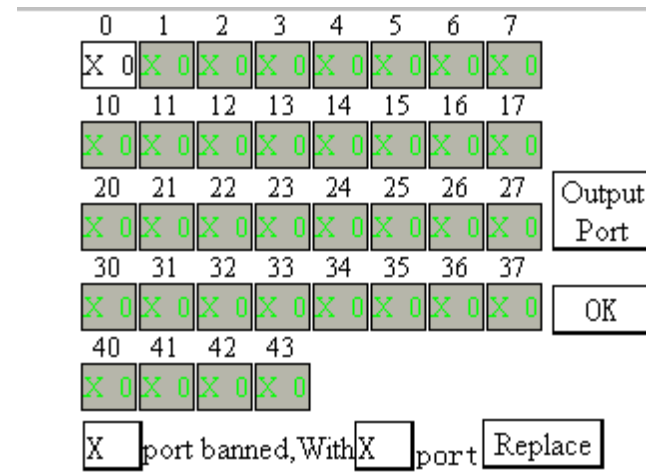 0 1 2 3 4 5 6 7
X 0 X 0 X 0 X 0 X 0 X 0 X 0 X 0
10 11 12 13 14 15 16 17
X 0 X 0 X 0 X 0 X 0 X 0 X 0 X 0
20 21 22 23 24 25 26 27
X 0 X 0 X 0 X 0 X 0 X 0 X 0 X 0
Output
Port
30 31 32 33 34 35 36 37
X 0 X 0 X 0 X 0 X 0 X 0 X 0 X 0
OK
40 41 42 43
X 0 X 0 X 0 X 0
X port banned,With X port Replace